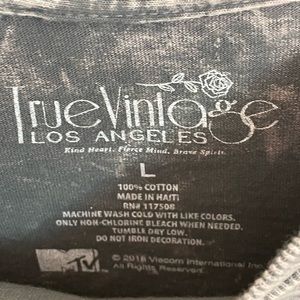 True Vintage
LOS ANGELES
Kind Heart. Fierce Mind. Brave Spirit.
L
100% COTTON
MADE IN HAITI
RN# 117508
MACHINE WASH COLD WITH LIKE COLORS.
ONLY NON-CHLORINE BLEACH WHEN NEEDED.
TUMBLE DRY LOW.
DO NOT IRON DECORATION.
MTV
© 2018 Viacom International Inc
All Rights Reserved.